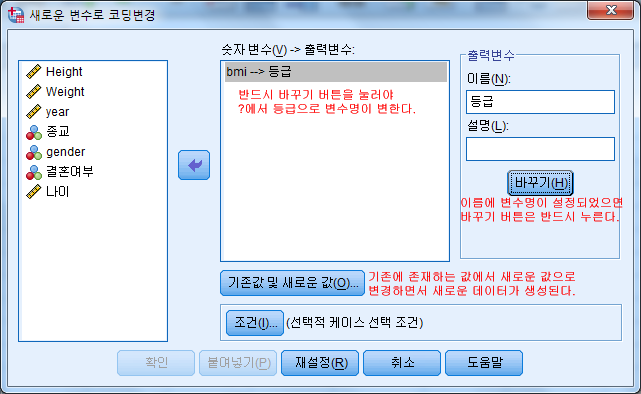 새로운 변수로 코딩변경
숫자 변수(V) -> 출력변수:
Height
Weight
year
종교
gender
결혼여부
나이
bmi --> 등급
반드시 바꾸기 버튼을 눌러야
?에서 등급으로 변수명이 변한다.
출력변수
이름(N):
등급
설명(L):
바꾸기(H)
이름에 변수명이 설정되었으면
바꾸기 버튼은 반드시 누른다.
기존값 및 새로운 값(O)...
기존에 존재하는 값에서 새로운 값으로
변경하면서 새로운 데이터가 생성된다.
조건(I)... (선택적 케이스 선택 조건)
확인 붙여넣기(P) 재설정(R) 취소 도움말